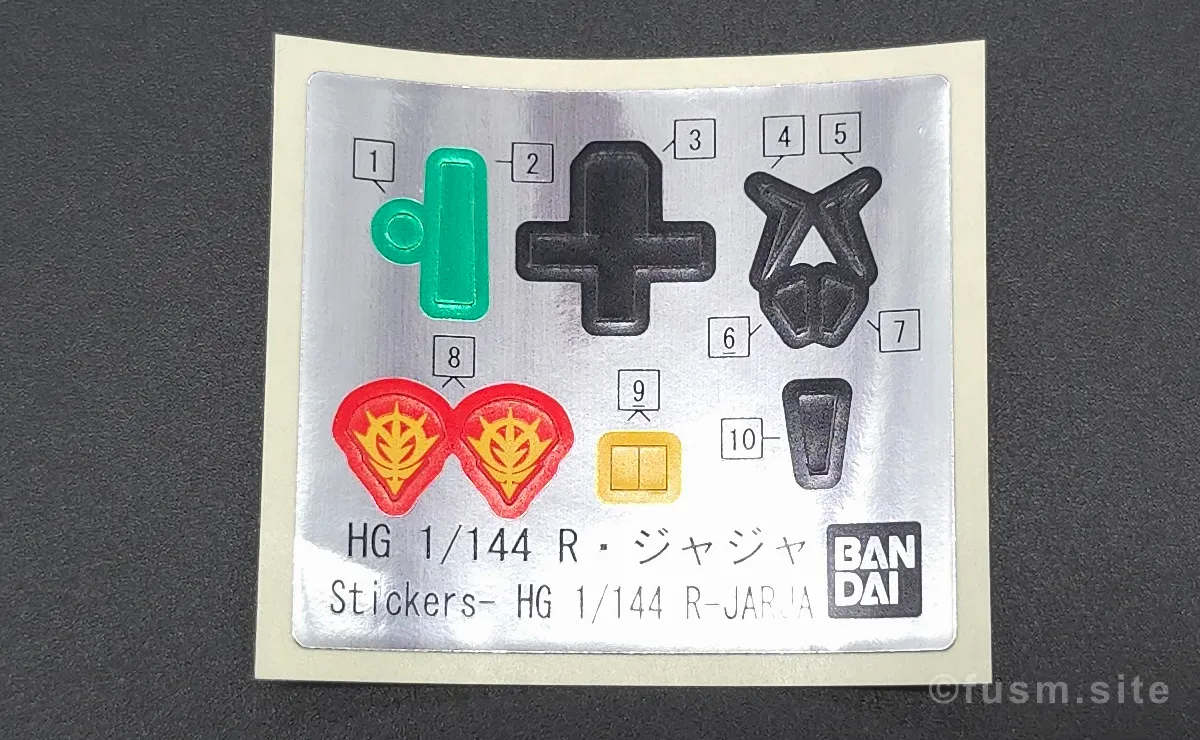 1
2
3
4
5
6
7
8
9
10
HG 1/144 R・ジャジャ
Stickers- HG 1/144 R-JARJA
BAN
DAI
©fusm.site